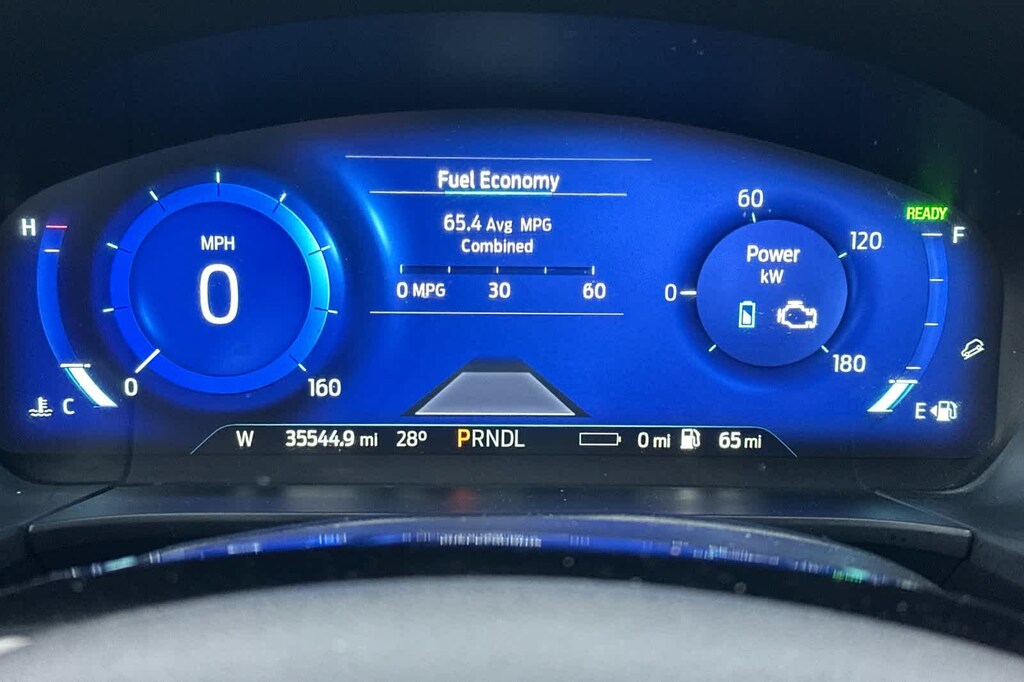 Fuel Economy
65.4 Avg MPG
Combined
0 MPG 30 60
H
C
MPH
0
0 160
Power
kW
0 60 120 180
READY
F
E
W 35544.9 mi 28º PRNDL 0 mi 65 mi